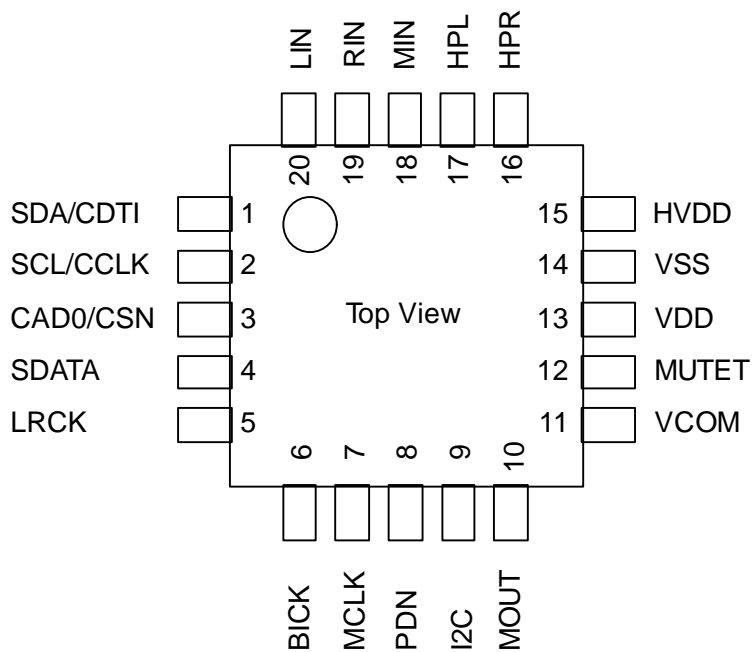 LIN RIN MIN HPL HPR
20 19 18 17 16
SDA/CDTI 1 15 HVDD
SCL/CCLK 2 14 VSS
CAD0/CSN 3 Top View 13 VDD
SDATA 4 12 MUTET
LRCK 5 11 VCOM
6 7 8 9 10
BICK MCLK PDN I2C MOUT